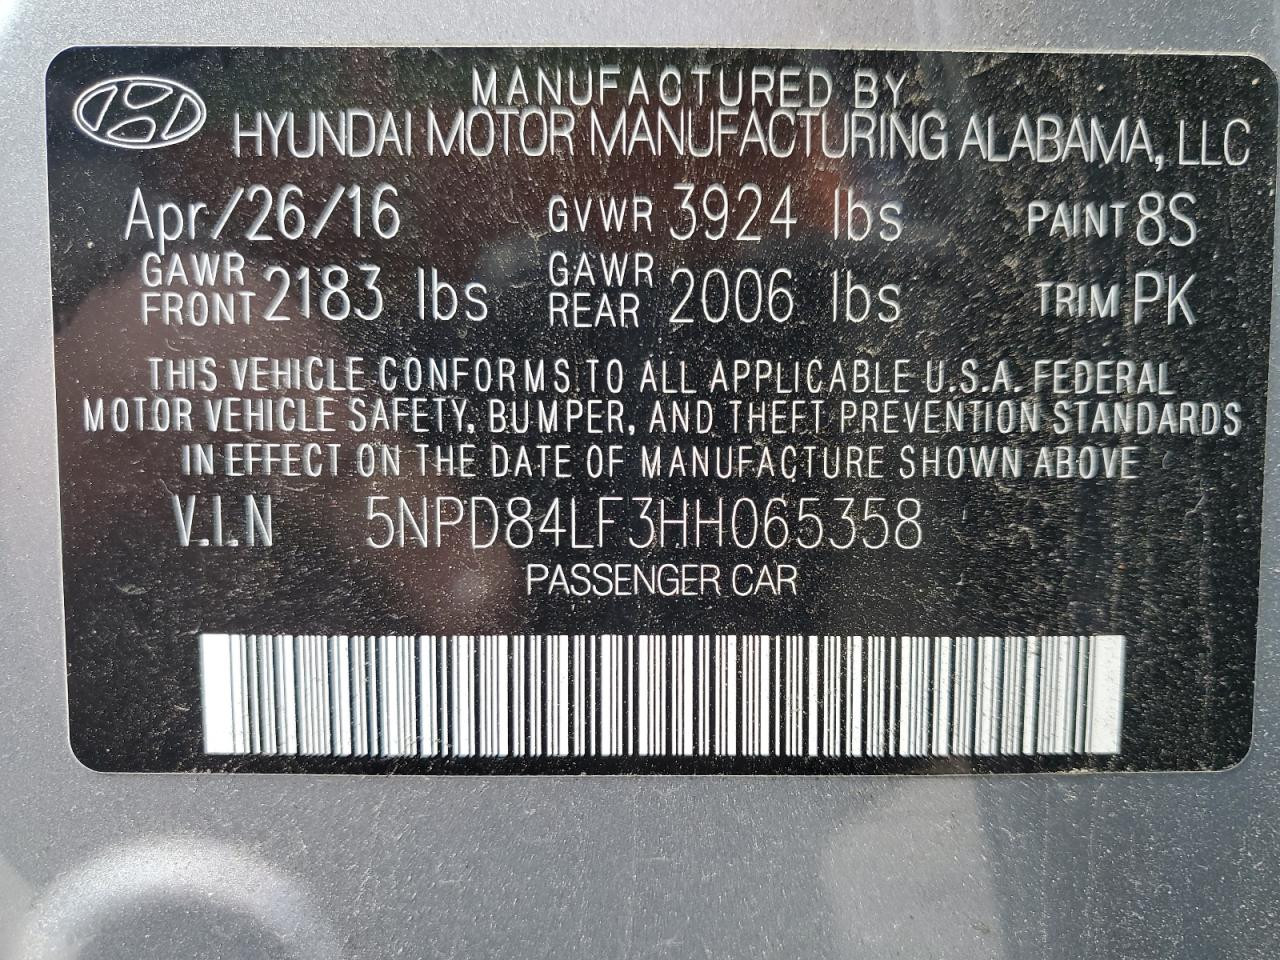 MANUFACTURED BY
HYUNDAI MOTOR MANUFACTURING ALABAMA, LLC
Apr/26/16 GVWR 3924 lbs PAINT 8S
GAWR FRONT 2183 lbs GAWR REAR 2006 lbs TRIM PK
THIS VEHICLE CONFORMS TO ALL APPLICABLE U.S.A. FEDERAL
MOTOR VEHICLE SAFETY, BUMPER, AND THEFT PREVENTION STANDARDS
IN EFFECT ON THE DATE OF MANUFACTURE SHOWN ABOVE
V.I.N 5NPD84LF3HH065358
PASSENGER CAR